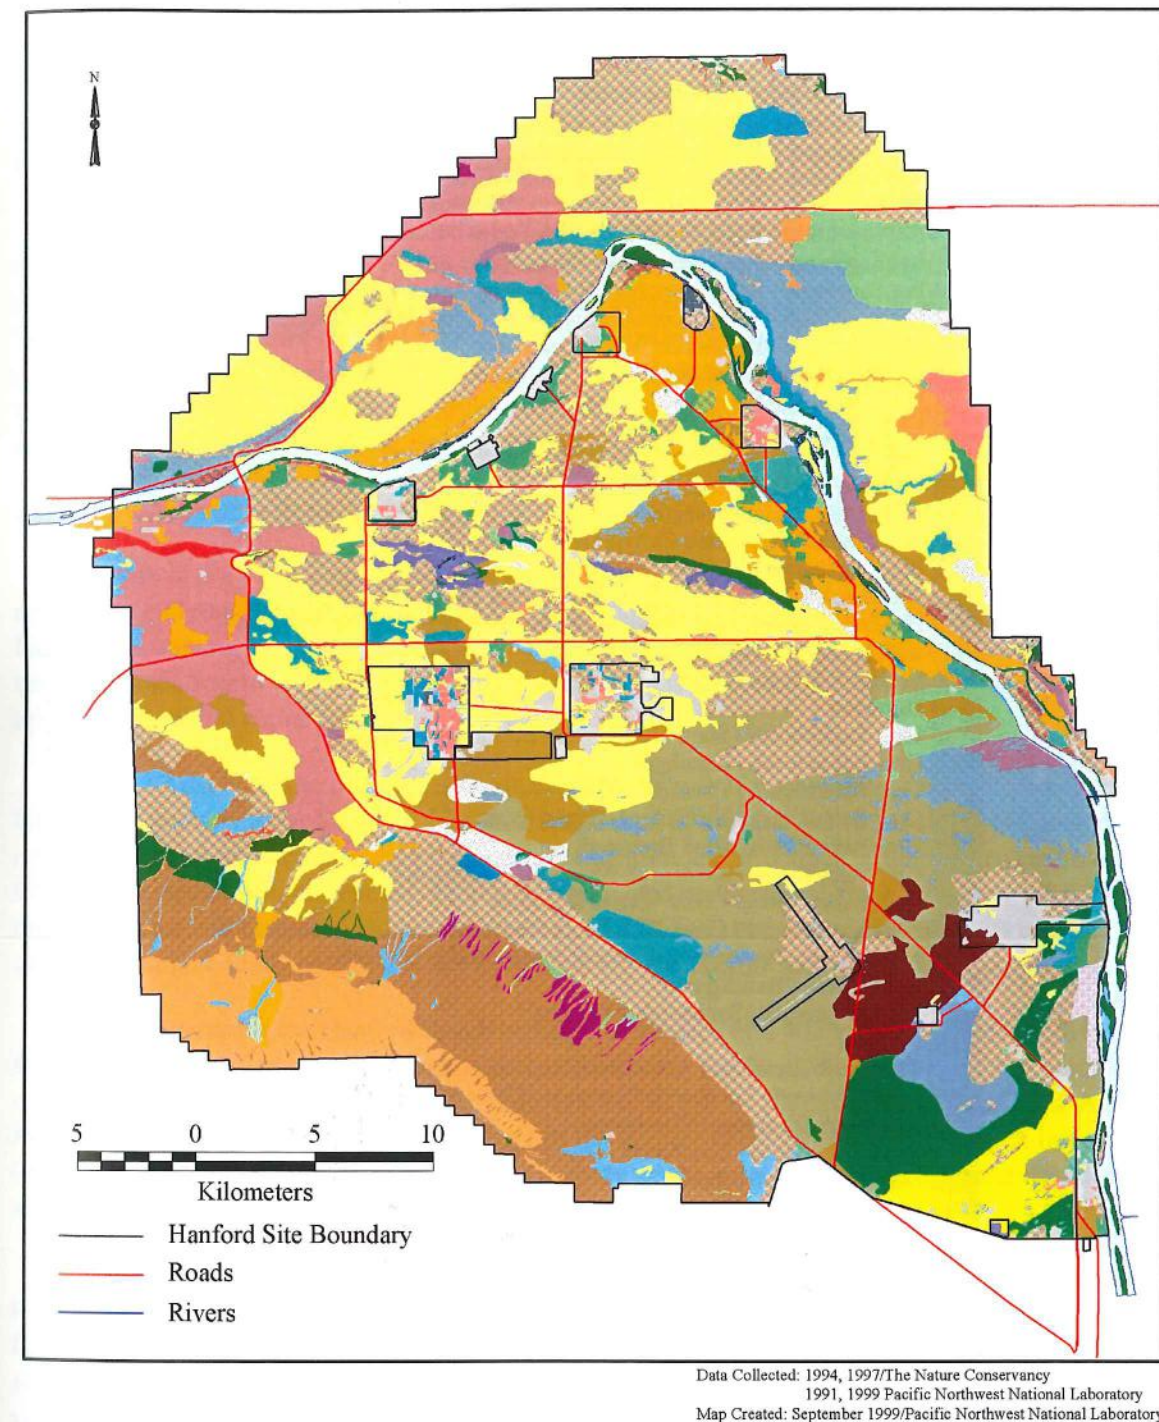 N
5 0 5 10
Kilometers
Hanford Site Boundary
Roads
Rivers
Data Collected: 1994, 1997/The Nature Conservancy
1991, 1999 Pacific Northwest National Laboratory
Map Created: September 1999/Pacific Northwest National Laboratory